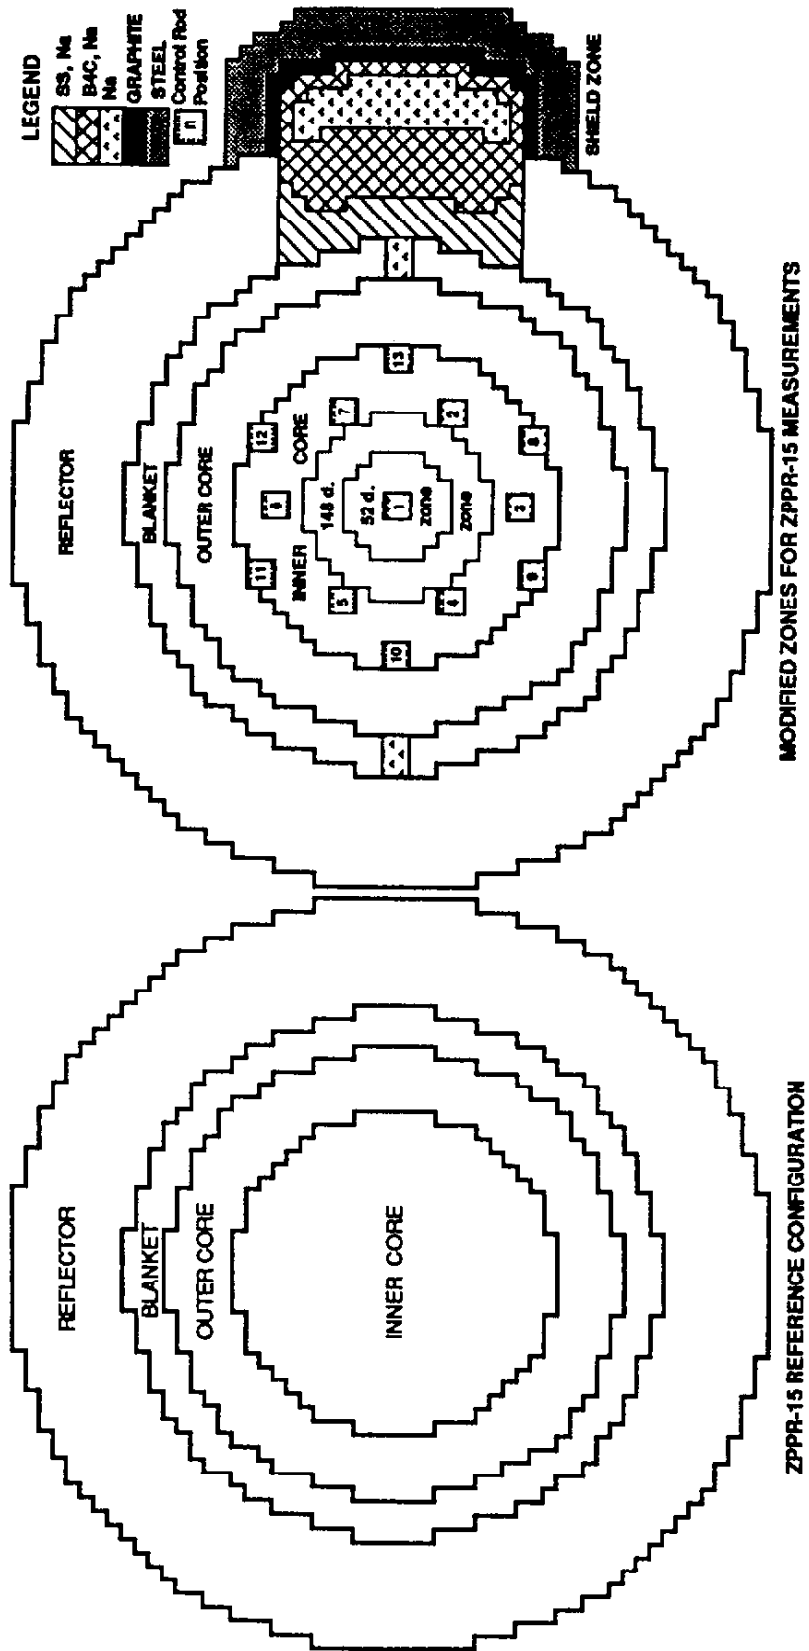 REFLECTOR
BLANKET
OUTER CORE
INNER CORE
ZPPR-15 REFERENCE CONFIGURATION
REFLECTOR
BLANKET
OUTER CORE
INNER
CORE
148 d.
zone
52 d.
zone
12
11
6
7
5
1
13
10
2
4
3
8
9
MODIFIED ZONES FOR ZPPR-15 MEASUREMENTS
LEGEND
SS, Na
B4C, Na
Na
GRAPHITE
STEEL
n
Control Rod
Position
SHIELD ZONE